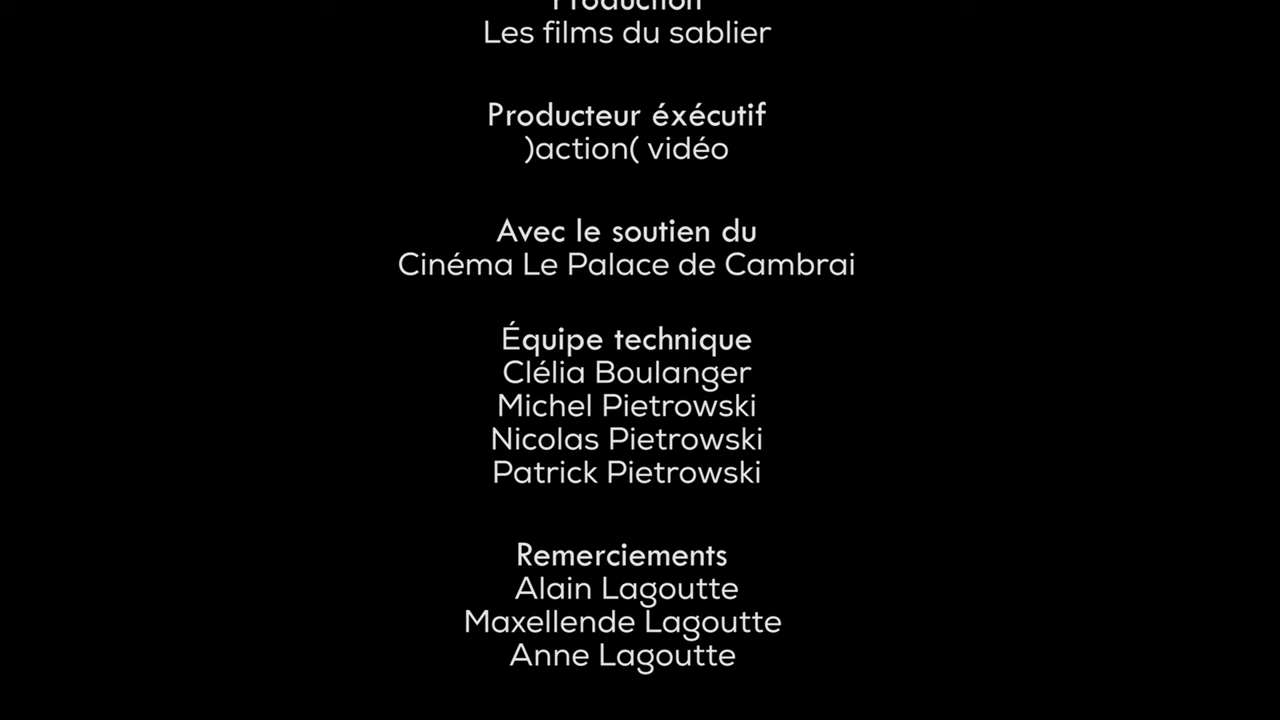 Production
Les films du sablier
Producteur éxécutif
)action( vidéo
Avec le soutien du
Cinéma Le Palace de Cambrai
Équipe technique
Clélia Boulanger
Michel Pietrowski
Nicolas Pietrowski
Patrick Pietrowski
Remerciements
Alain Lagoutte
Maxellende Lagoutte
Anne Lagoutte